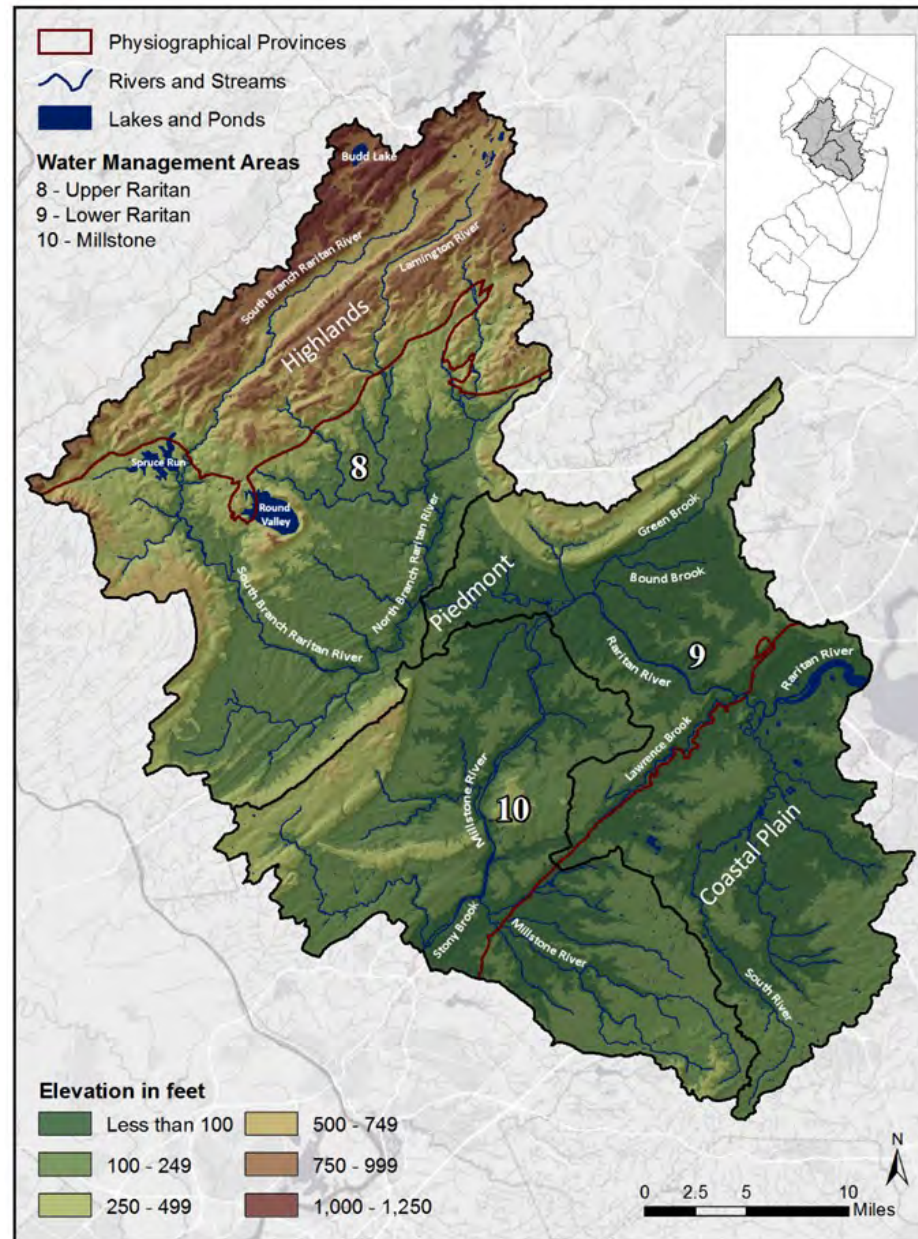 Physiographical Provinces
Rivers and Streams
Lakes and Ponds
Water Management Areas
8 - Upper Raritan
9 - Lower Raritan
10 - Millstone
Budd Lake
South Branch Raritan River
Lamington River
Highlands
Spruce Run
Round
Valley
8
North Branch Raritan River
South Branch Raritan River
Piedmont
Green Brook
Bound Brook
Raritan River
9
Raritan River
Lawrence Brook
Millstone River
10
Coastal Plain
Stony Brook
Millstone River
South River
Elevation in feet
Less than 100
100 - 249
250 - 499
500 - 749
750 - 999
1,000 - 1,250
N
0 2.5 5 10
Miles